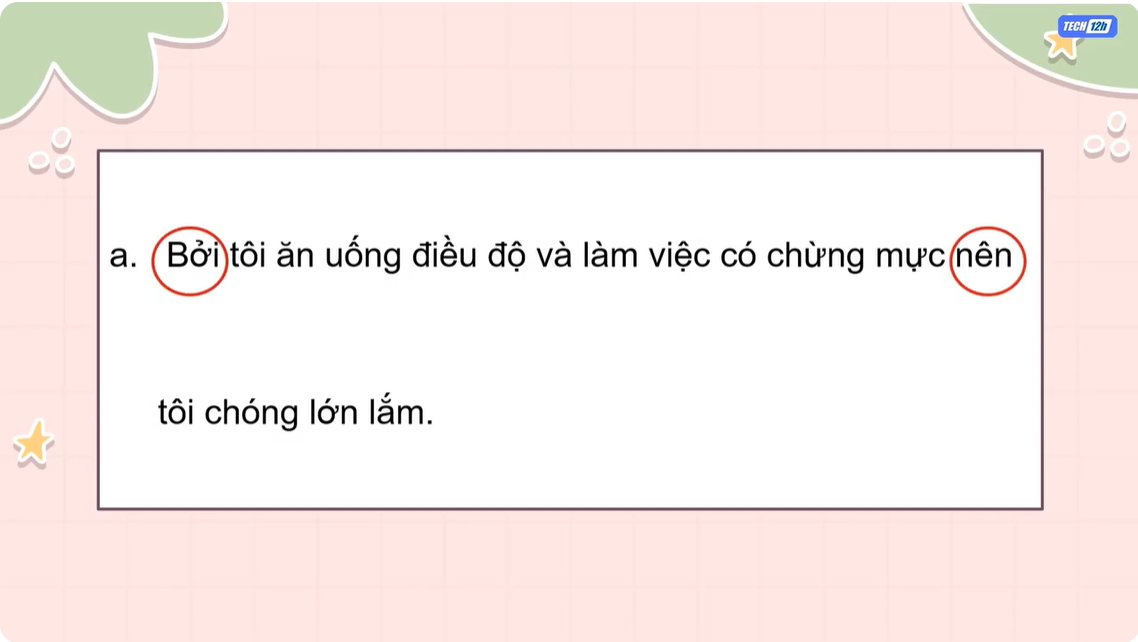 TECH 12h
a. Bởi tôi ăn uống điều độ và làm việc có chừng mực nên
tôi chóng lớn lắm.